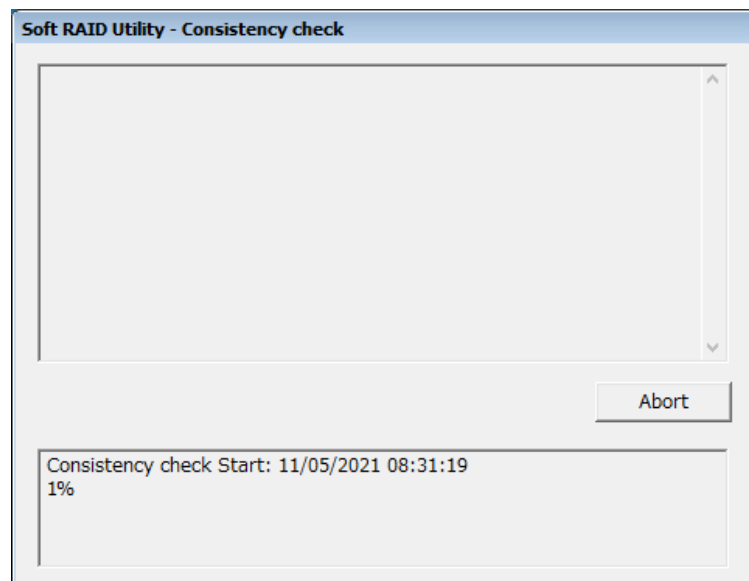 Soft RAID Utility - Consistency check
Abort
Consistency check Start: 11/05/2021 08:31:19
1%